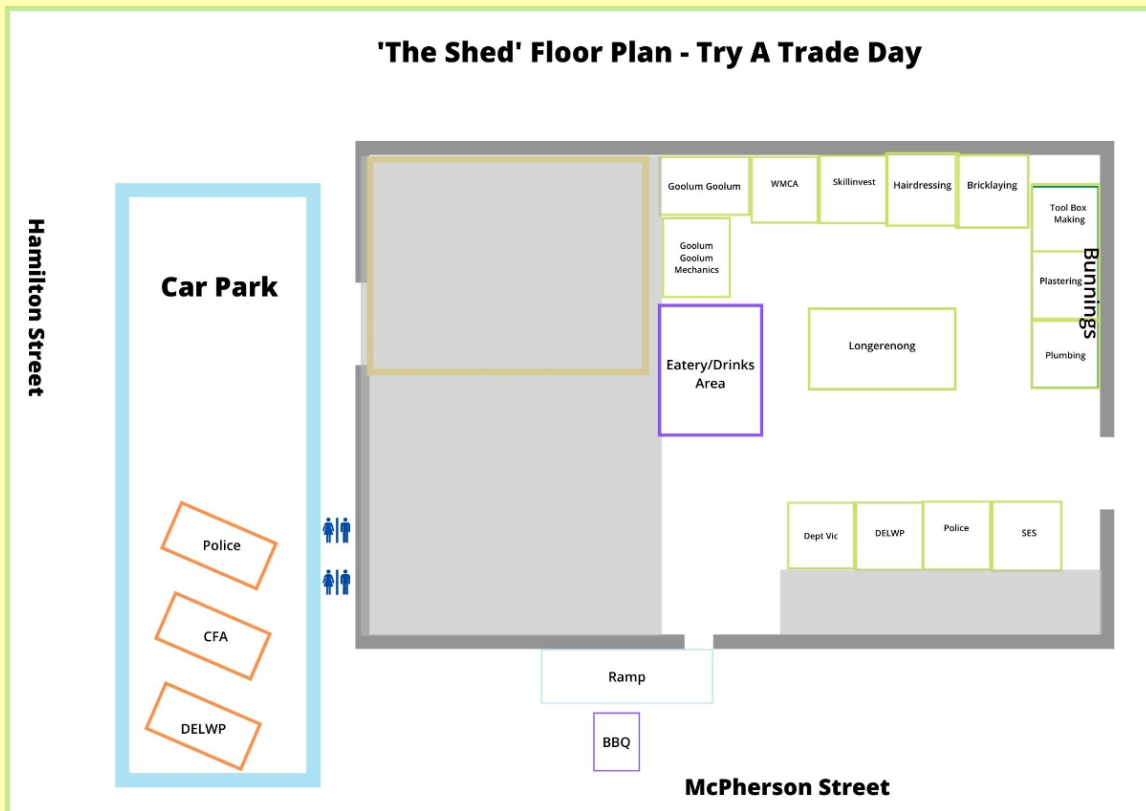 'The Shed' Floor Plan - Try A Trade Day
Hamilton Street
Car Park
Police
CFA
DELWP
Goolum Goolum
WMCA
Skillinvest
Hairdressing
Bricklaying
Tool Box
Making
Plastering
Plumbing
Bunnings
Goolum
Goolum
Mechanics
Eatery/Drinks
Area
Longerenong
Dept Vic
DELWP
Police
SES
Ramp
BBQ
McPherson Street